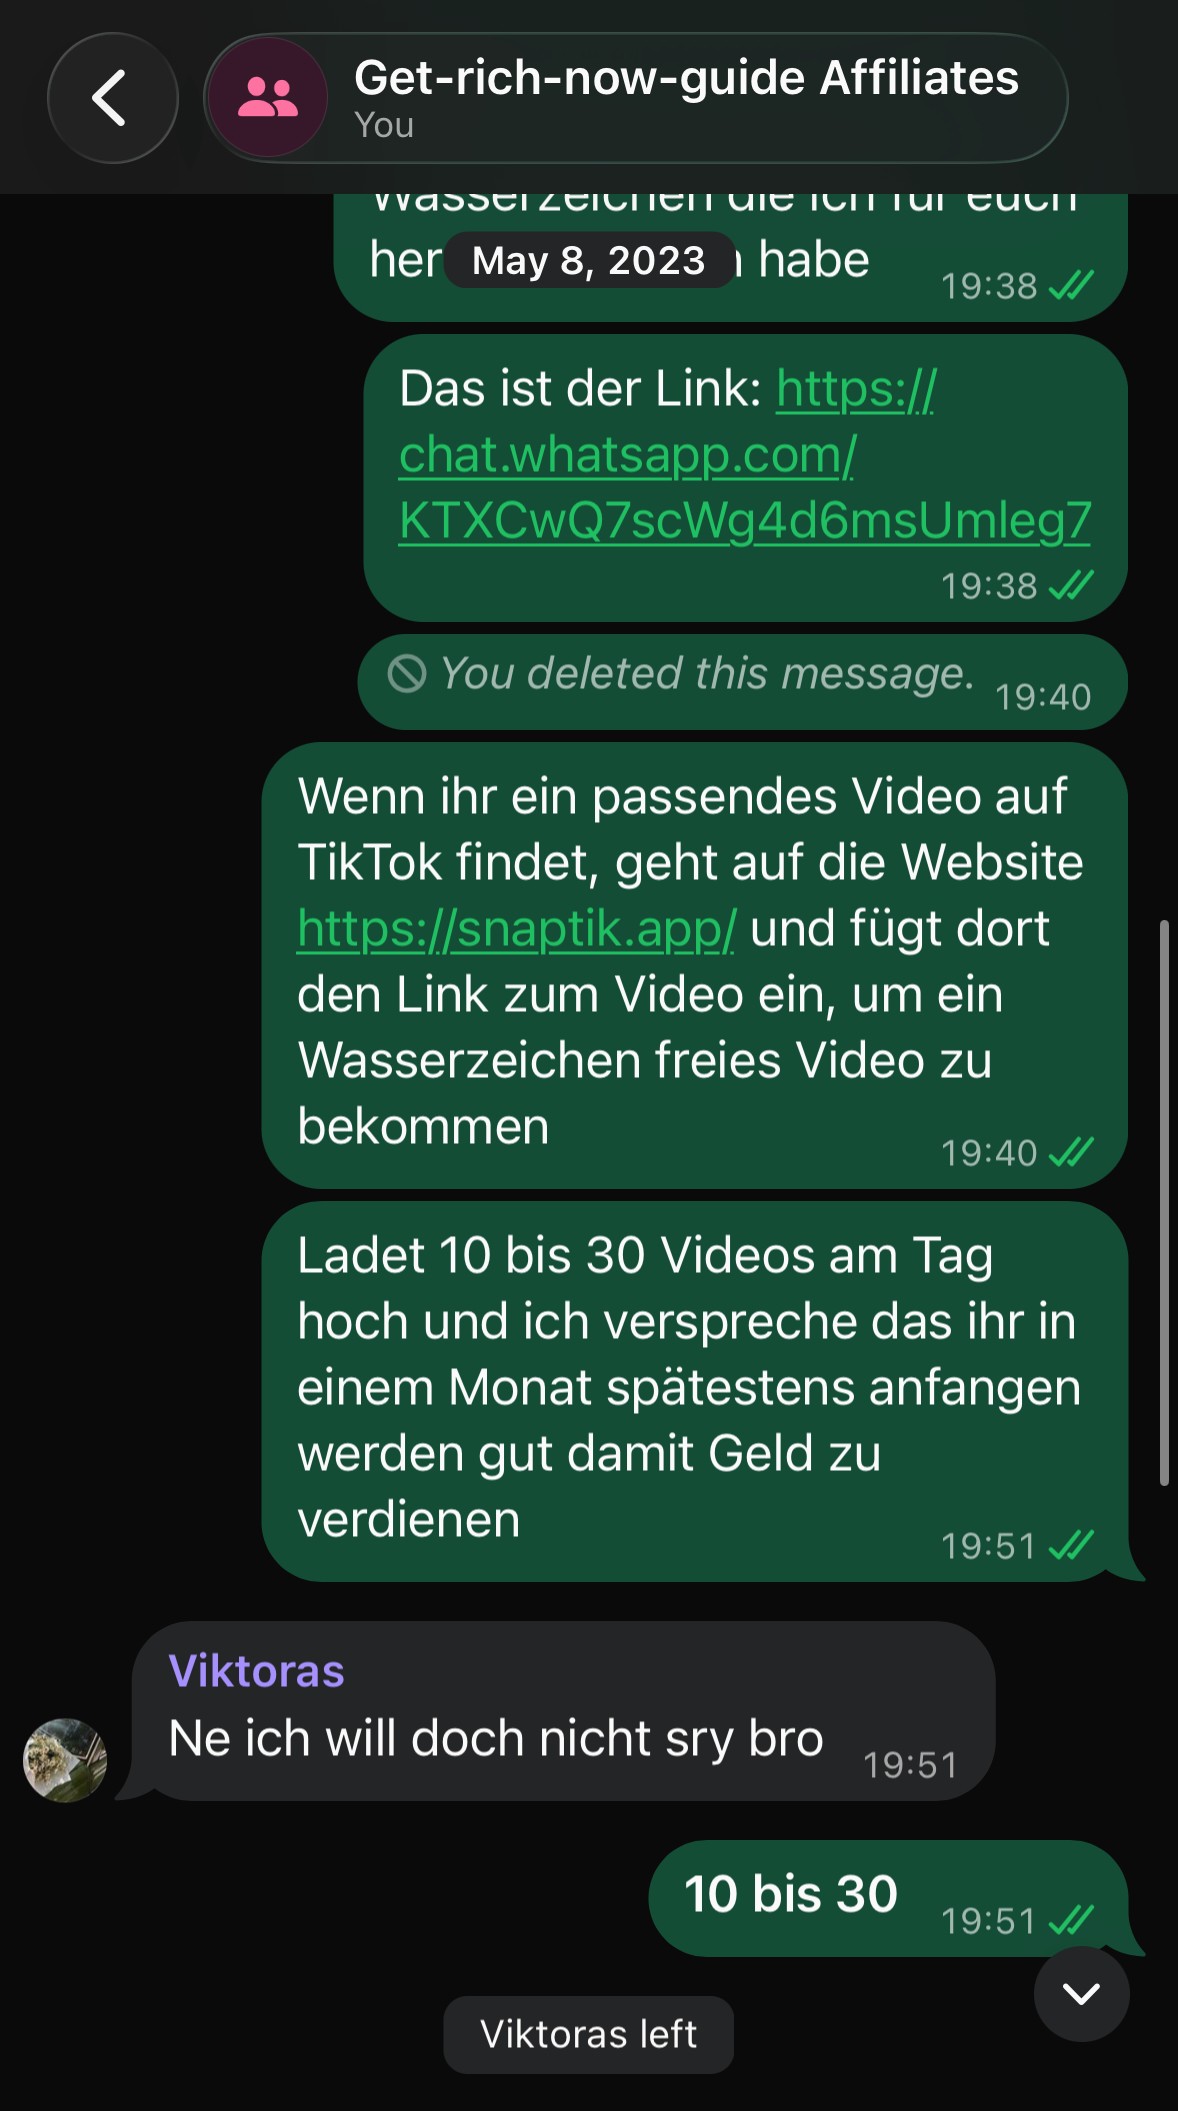 Get-rich-now-guide Affiliates
You
Wasserzeichen die ich für euch
her habe
May 8, 2023
19:38
Das ist der Link: https://
chat.whatsapp.com/
KTXCwQ7scWg4d6msUmleg7
19:38
You deleted this message. 19:40
Wenn ihr ein passendes Video auf
TikTok findet, geht auf die Website
https://snaptik.app/ und fügt dort
den Link zum Video ein, um ein
Wasserzeichen freies Video zu
bekommen
19:40
Ladet 10 bis 30 Videos am Tag
hoch und ich verspreche das ihr in
einem Monat spätestens anfangen
werden gut damit Geld zu
verdienen
19:51
Viktoras
Ne ich will doch nicht sry bro
19:51
10 bis 30 19:51
Viktoras left